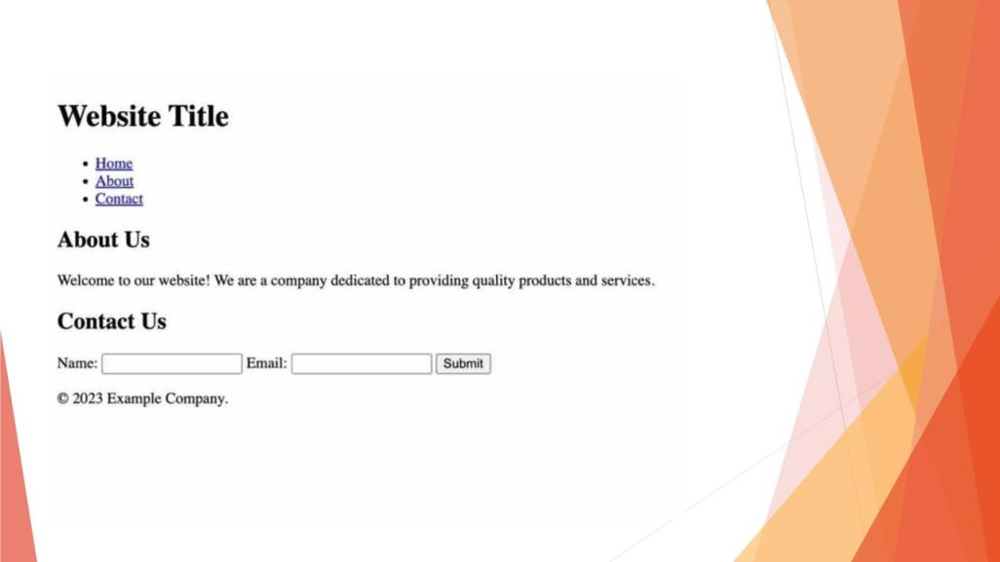 Website Title
• Home
• About
• Contact
About Us
Welcome to our website! We are a company dedicated to providing quality products and services.
Contact Us
Name: Email: Submit
© 2023 Example Company.